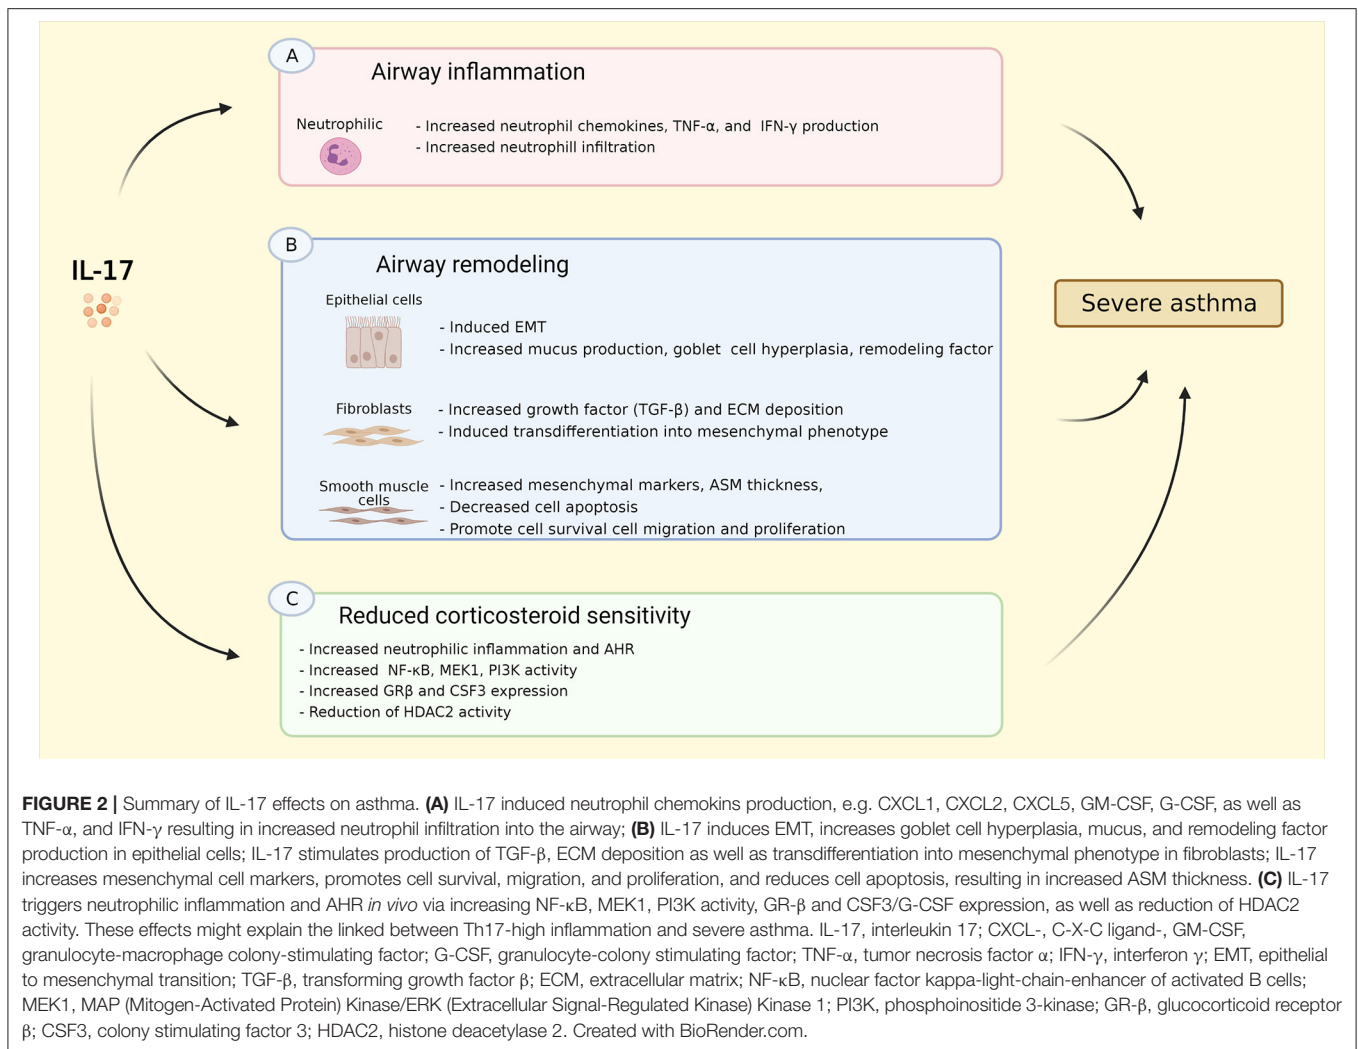 A
Airway inflammation
Neutrophilic
- Increased neutrophil chemokines, TNF-α, and IFN-γ production
- Increased neutrophill infiltration
IL-17
B
Airway remodeling
Epithelial cells
- Induced EMT
- Increased mucus production, goblet cell hyperplasia, remodeling factor
Fibroblasts
- Increased growth factor (TGF-β) and ECM deposition
- Induced transdifferentiation into mesenchymal phenotype
Smooth muscle
cells
- Increased mesenchymal markers, ASM thickness,
- Decreased cell apoptosis
- Promote cell survival cell migration and proliferation
Severe asthma
C
Reduced corticosteroid sensitivity
- Increased neutrophilic inflammation and AHR
- Increased NF-κB, MEK1, PI3K activity
- Increased GRβ and CSF3 expression
- Reduction of HDAC2 activity
FIGURE 2 | Summary of IL-17 effects on asthma. (A) IL-17 induced neutrophil chemokins production, e.g. CXCL1, CXCL2, CXCL5, GM-CSF, G-CSF, as well as
TNF-α, and IFN-γ resulting in increased neutrophil infiltration into the airway; (B) IL-17 induces EMT, increases goblet cell hyperplasia, mucus, and remodeling factor
production in epithelial cells; IL-17 stimulates production of TGF-β, ECM deposition as well as transdifferentiation into mesenchymal phenotype in fibroblasts; IL-17
increases mesenchymal cell markers, promotes cell survival, migration, and proliferation, and reduces cell apoptosis, resulting in increased ASM thickness. (C) IL-17
triggers neutrophilic inflammation and AHR in vivo via increasing NF-κB, MEK1, PI3K activity, GR-β and CSF3/G-CSF expression, as well as reduction of HDAC2
activity. These effects might explain the linked between Th17-high inflammation and severe asthma. IL-17, interleukin 17; CXCL-, C-X-C ligand-, GM-CSF,
granulocyte-macrophage colony-stimulating factor; G-CSF, granulocyte-colony stimulating factor; TNF-α, tumor necrosis factor α; IFN-γ, interferon γ; EMT, epithelial
to mesenchymal transition; TGF-β, transforming growth factor β; ECM, extracellular matrix; NF-κB, nuclear factor kappa-light-chain-enhancer of activated B cells;
MEK1, MAP (Mitogen-Activated Protein) Kinase/ERK (Extracellular Signal-Regulated Kinase) Kinase 1; PI3K, phosphoinositide 3-kinase; GR-β, glucocorticoid receptor
β; CSF3, colony stimulating factor 3; HDAC2, histone deacetylase 2. Created with BioRender.com.